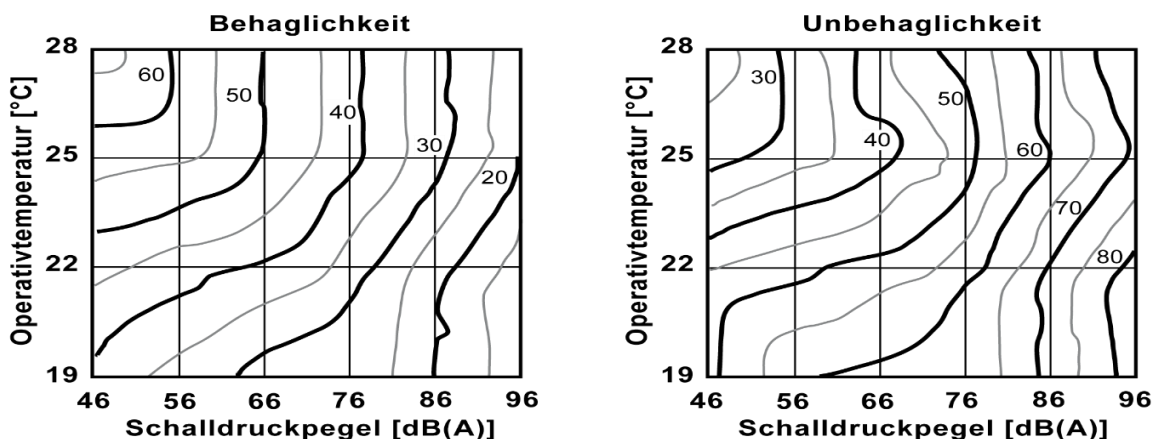 Behaglichkeit
28
25
22
19
Operativtemperatur [°C]
60
50
40
30
20
46 56 66 76 86 96
Schalldruckpegel [dB(A)]
Unbehaglichkeit
28
25
22
19
Operativtemperatur [°C]
30
50
40
60
70
80
46 56 66 76 86 96
Schalldruckpegel [dB(A)]